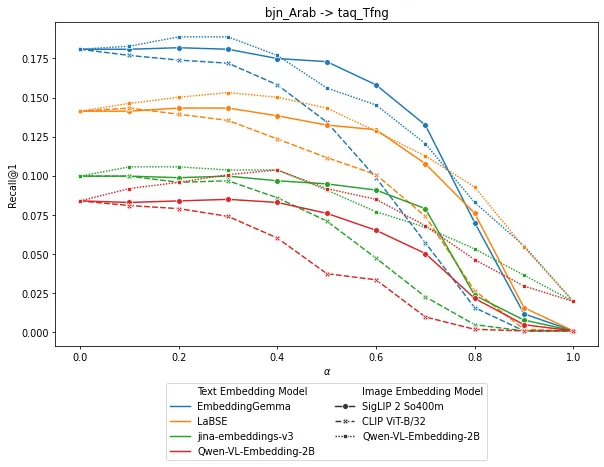 bjn_Arab -> taq_Tfng
Recall@1
0.175
0.150
0.125
0.100
0.075
0.050
0.025
0.000
0.0 0.2 0.4 0.6 0.8 1.0
α
Text Embedding Model
EmbeddingGemma
LaBSE
jina-embeddings-v3
Qwen-VL-Embedding-2B
Image Embedding Model
SigLIP 2 So400m
CLIP ViT-B/32
Qwen-VL-Embedding-2B